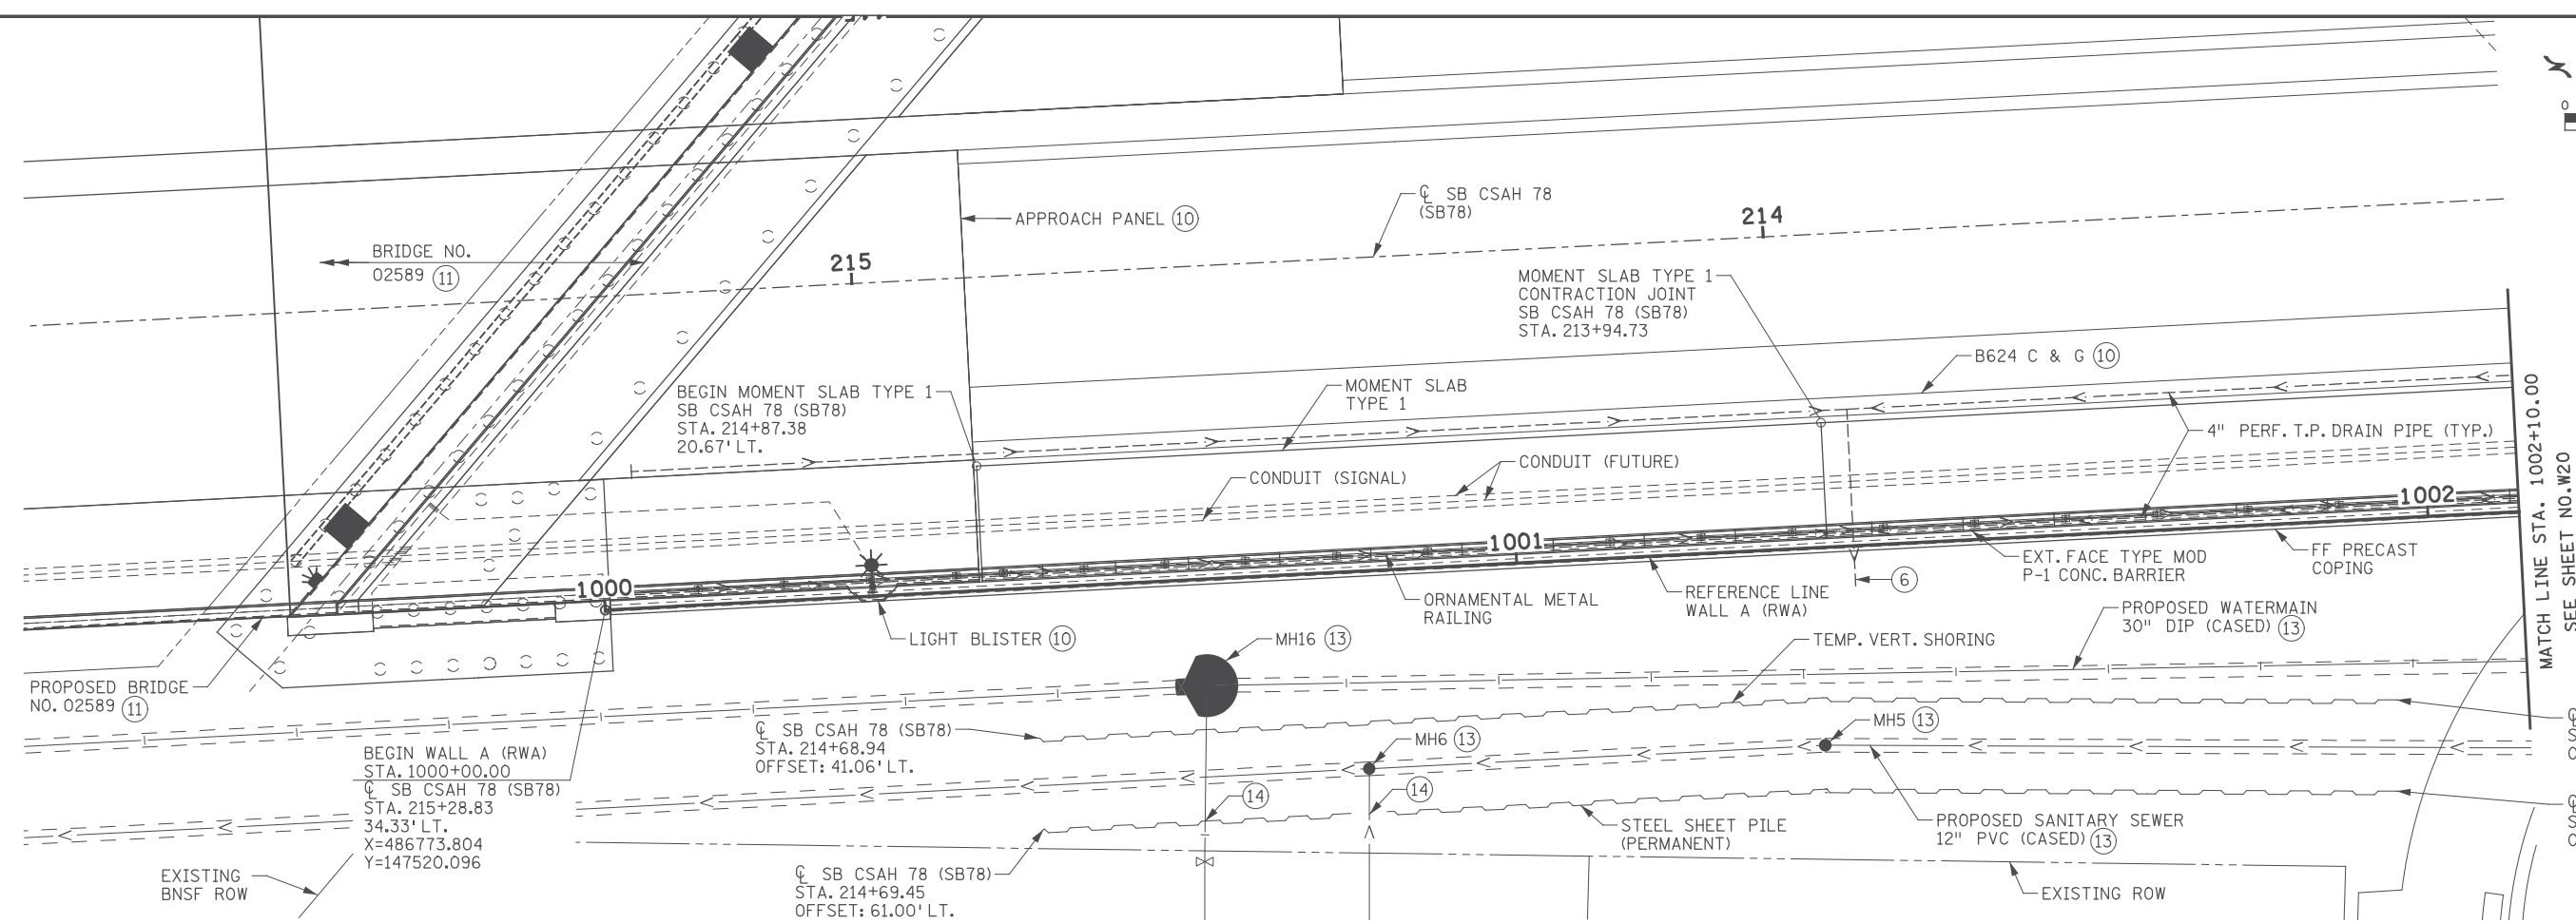 ℄ SB CSAH 78
(SB78)
214
APPROACH PANEL 10
BRIDGE NO.
02589 11
215
MOMENT SLAB TYPE 1
CONTRACTION JOINT
SB CSAH 78 (SB78)
STA. 213+94.73
B624 C & G 10
BEGIN MOMENT SLAB TYPE 1
SB CSAH 78 (SB78)
STA. 214+87.38
20.67' LT.
MOMENT SLAB
TYPE 1
4" PERF. T.P. DRAIN PIPE (TYP.)
CONDUIT (FUTURE)
CONDUIT (SIGNAL)
MATCH LINE STA. 1002+10.00
SEE SHEET NO. W20
1002
1001
1000
EXT. FACE TYPE MOD
P-1 CONC. BARRIER
FF PRECAST
COPING
6
REFERENCE LINE
WALL A (RWA)
ORNAMENTAL METAL
RAILING
PROPOSED WATERMAIN
30" DIP (CASED) 13
LIGHT BLISTER 10
MH16 13
TEMP. VERT. SHORING
PROPOSED BRIDGE
NO. 02589 11
℄ SB CSAH 78 (SB78)
STA. 214+68.94
OFFSET: 41.06' LT.
MH6 13
MH5 13
BEGIN WALL A (RWA)
STA. 1000+00.00
℄ SB CSAH 78 (SB78)
STA. 215+28.83
34.33' LT.
X=486773.804
Y=147520.096
14
14
STEEL SHEET PILE
(PERMANENT)
PROPOSED SANITARY SEWER
12" PVC (CASED) 13
EXISTING
BNSF ROW
℄ SB CSAH 78 (SB78)
STA. 214+69.45
OFFSET: 61.00' LT.
EXISTING ROW
0